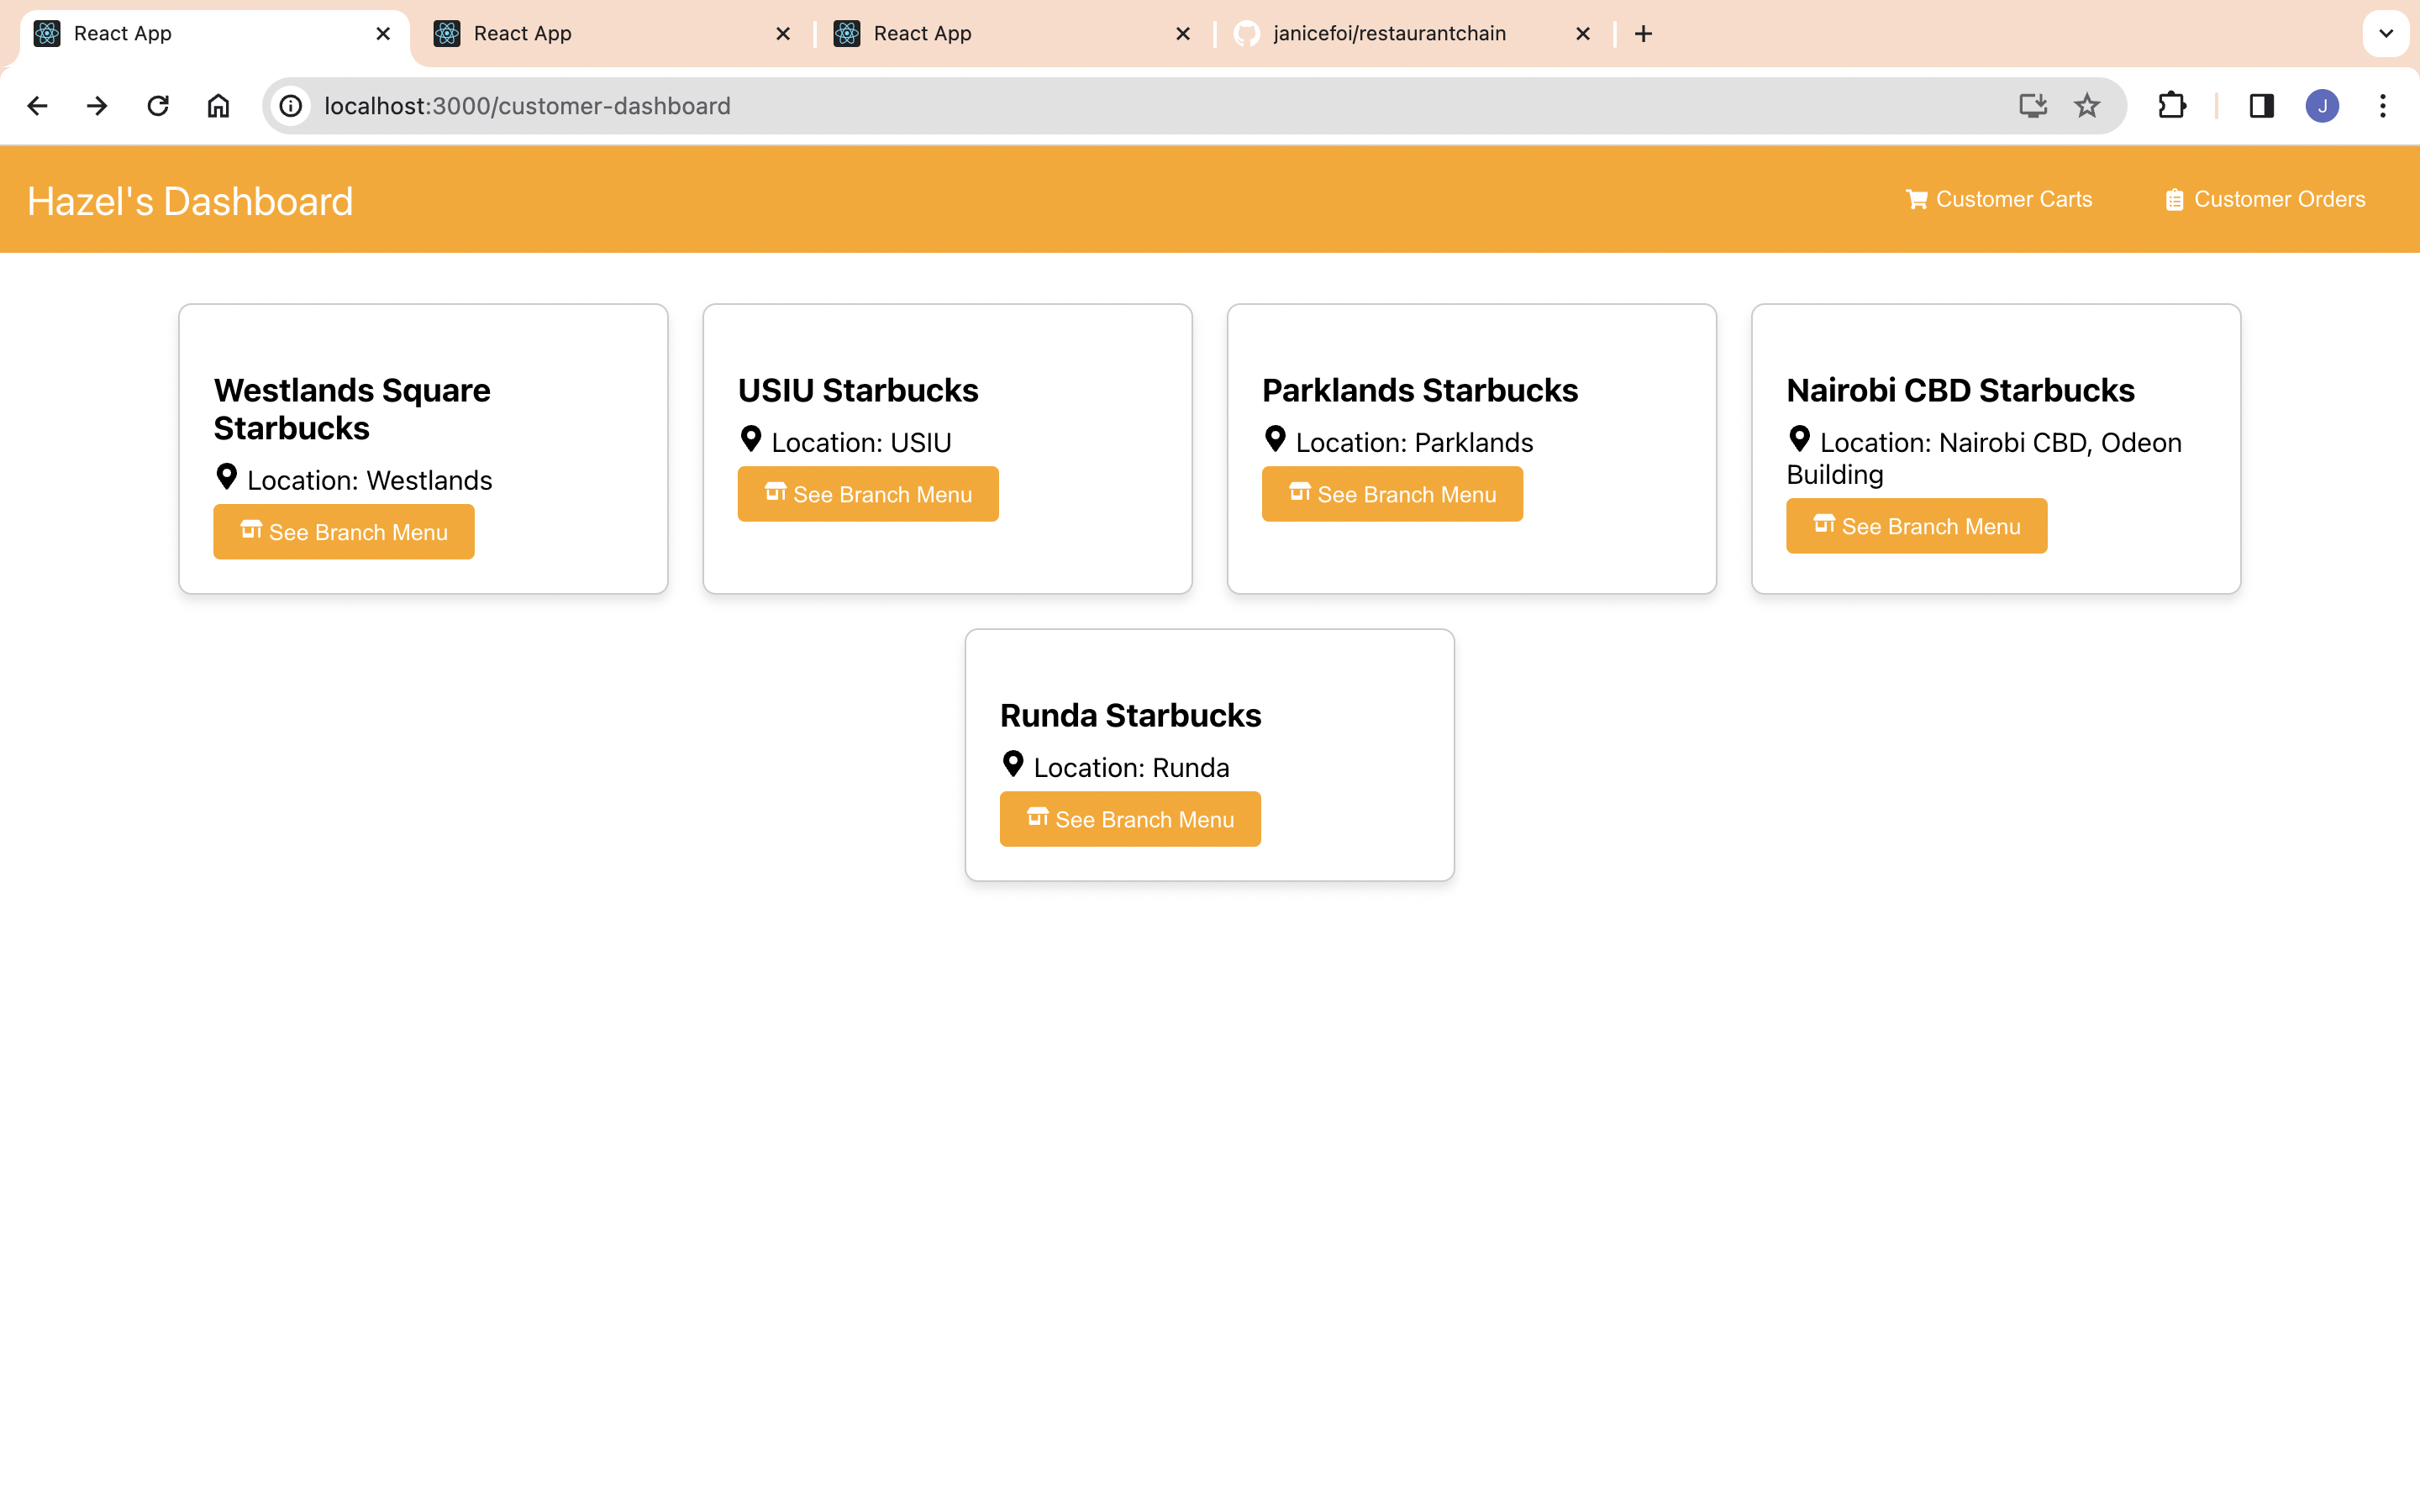 React App
React App
React App
janicefoi/restaurantchain
localhost:3000/customer-dashboard
J
Hazel's Dashboard
Customer Carts
Customer Orders
Westlands Square
Starbucks
Location: Westlands
See Branch Menu
USIU Starbucks
Location: USIU
See Branch Menu
Parklands Starbucks
Location: Parklands
See Branch Menu
Nairobi CBD Starbucks
Location: Nairobi CBD, Odeon
Building
See Branch Menu
Runda Starbucks
Location: Runda
See Branch Menu